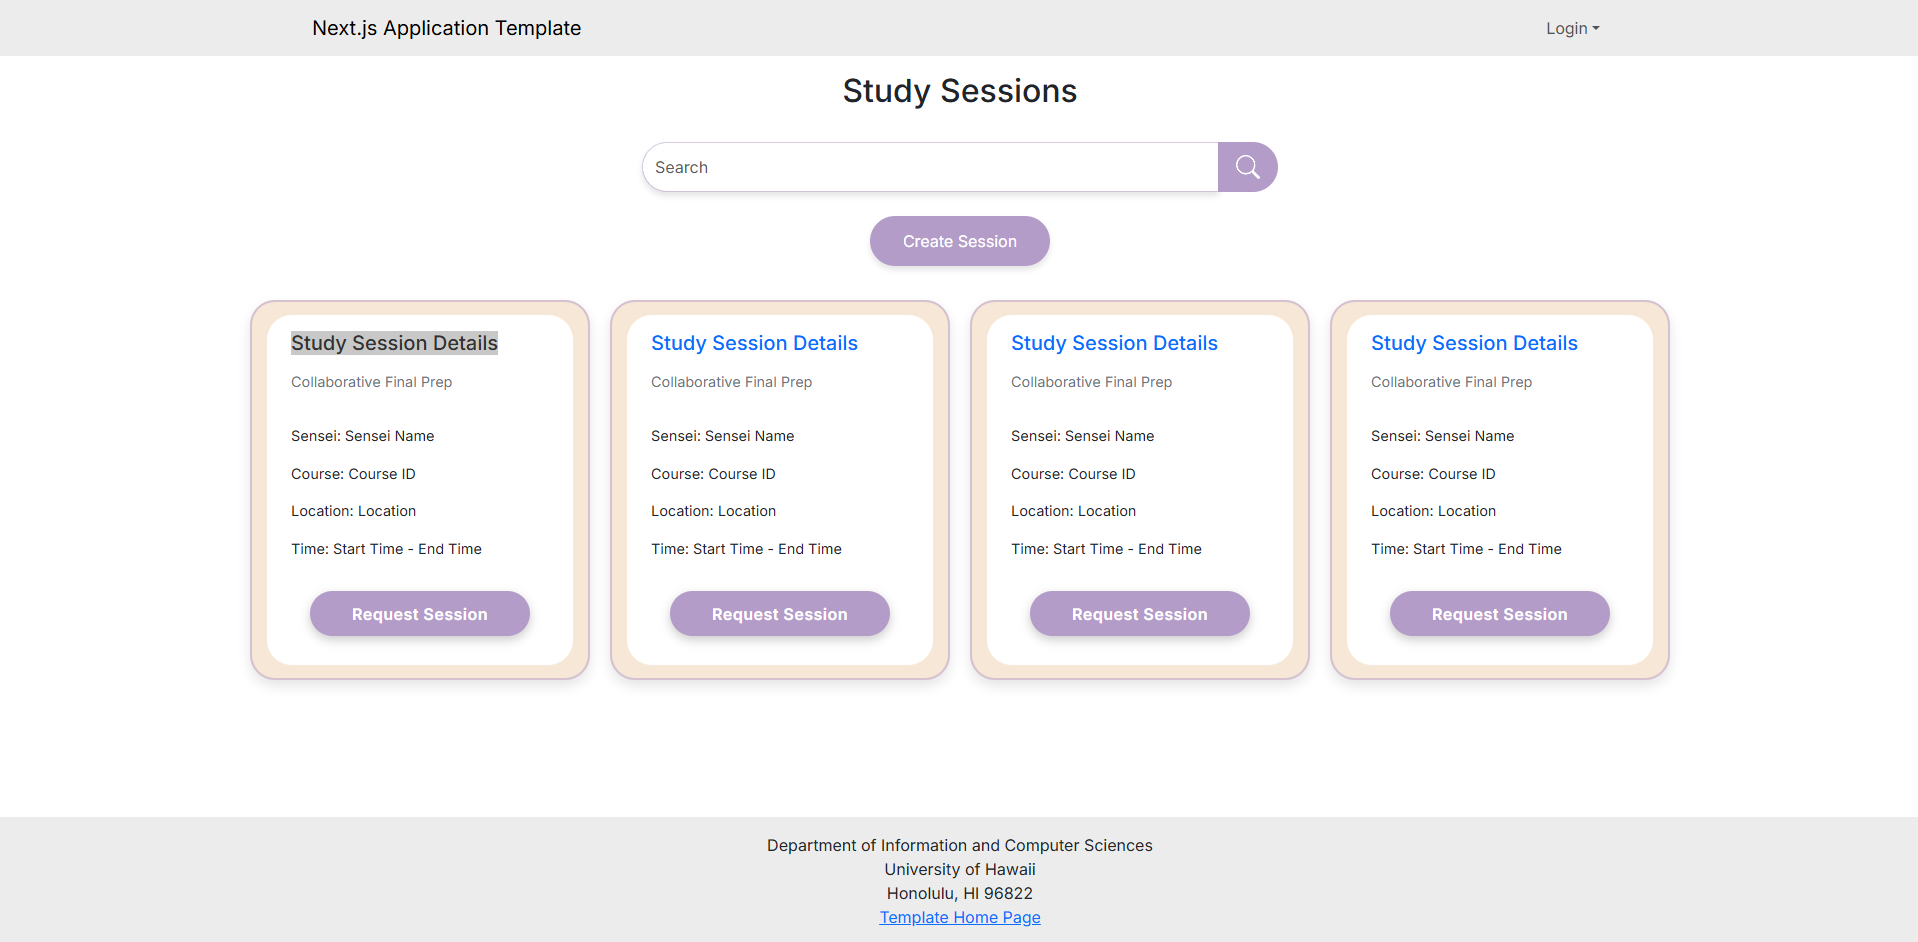 Next.js Application Template
Login
Study Sessions
Search
Create Session
Study Session Details
Collaborative Final Prep
Sensei: Sensei Name
Course: Course ID
Location: Location
Time: Start Time - End Time
Request Session
Study Session Details
Collaborative Final Prep
Sensei: Sensei Name
Course: Course ID
Location: Location
Time: Start Time - End Time
Request Session
Study Session Details
Collaborative Final Prep
Sensei: Sensei Name
Course: Course ID
Location: Location
Time: Start Time - End Time
Request Session
Study Session Details
Collaborative Final Prep
Sensei: Sensei Name
Course: Course ID
Location: Location
Time: Start Time - End Time
Request Session
Department of Information and Computer Sciences
University of Hawaii
Honolulu, HI 96822
Template Home Page